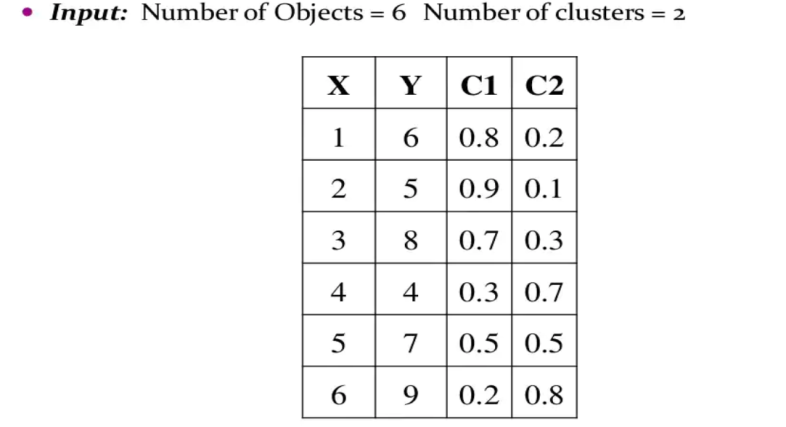 • Input: Number of Objects = 6 Number of clusters = 2
X Y C1 C2
1 6 0.8 0.2
2 5 0.9 0.1
3 8 0.7 0.3
4 4 0.3 0.7
5 7 0.5 0.5
6 9 0.2 0.8